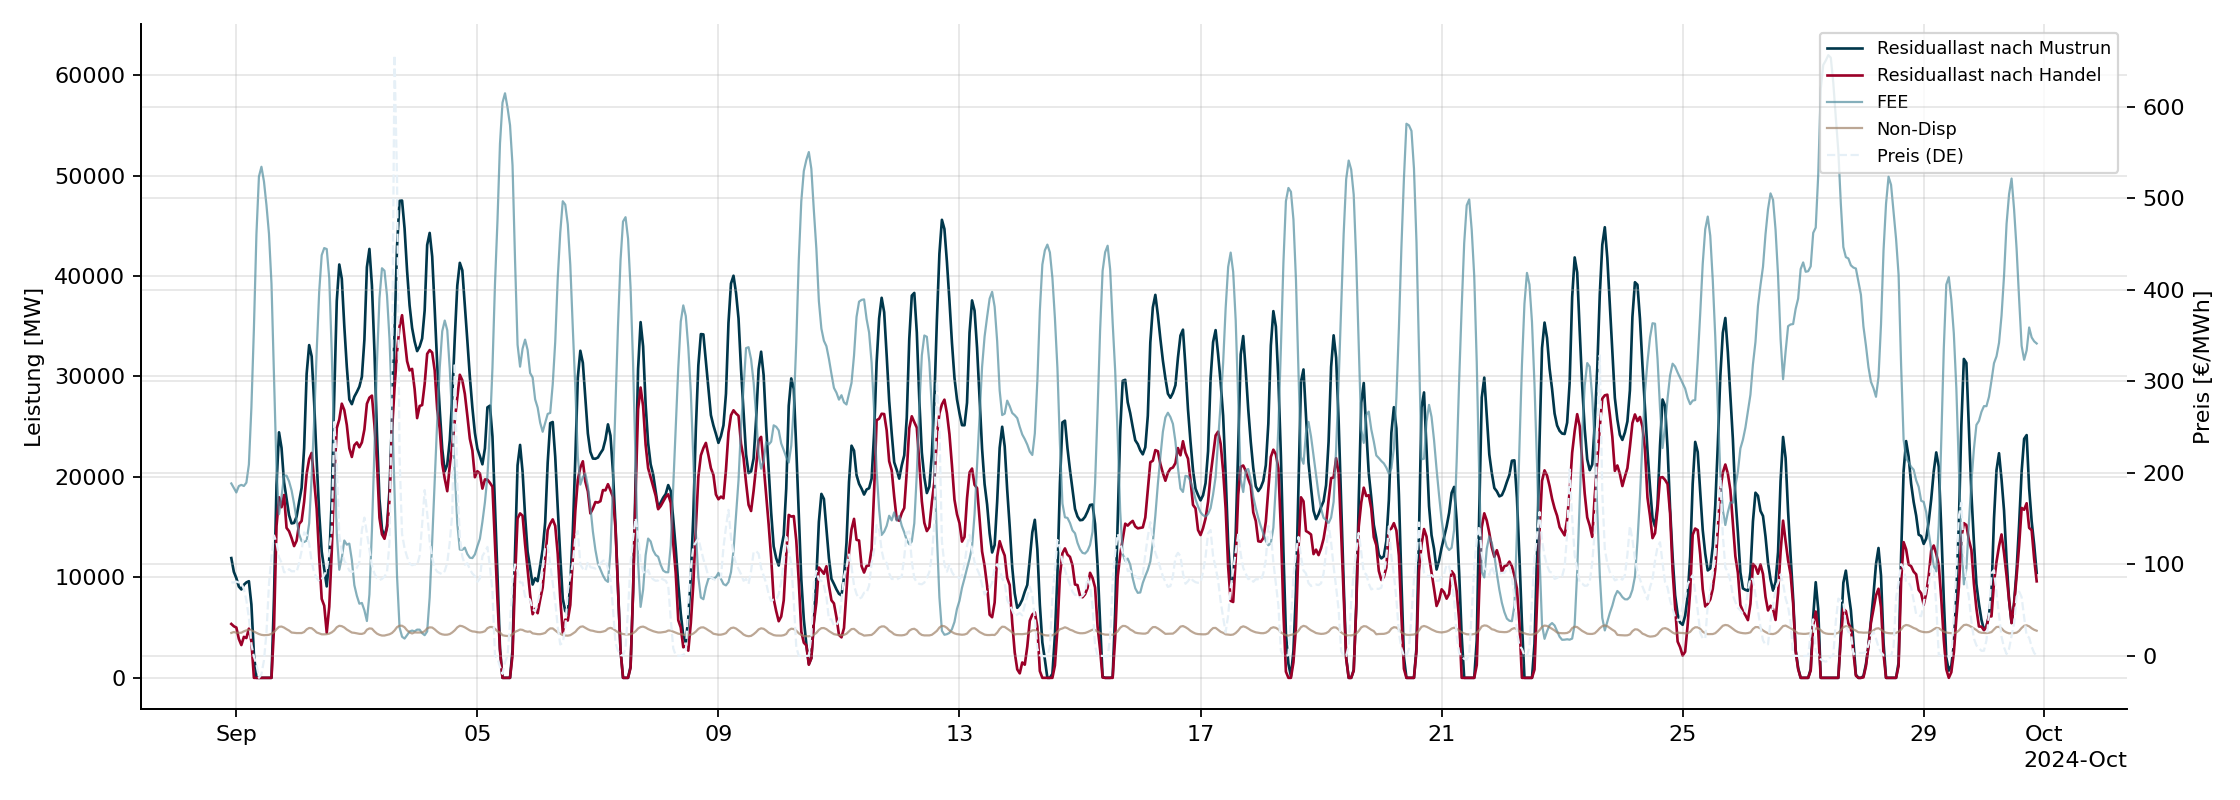 Residuallast nach Mustrun
Residuallast nach Handel
FEE
Non-Disp
Preis (DE)
Leistung [MW]
60000
50000
40000
30000
20000
10000
0
Preis [€/MWh]
600
500
400
300
200
100
0
Sep
05
09
13
17
21
25
29
Oct
2024-Oct